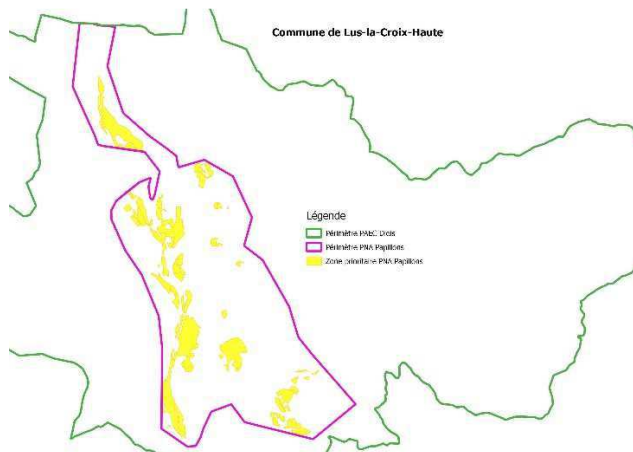 Commune de Lus-la-Croix-Haute
Légende
Périmètre PAEC Diois
Périmètre PNA Papillons
Zone prioritaire PNA Papillons